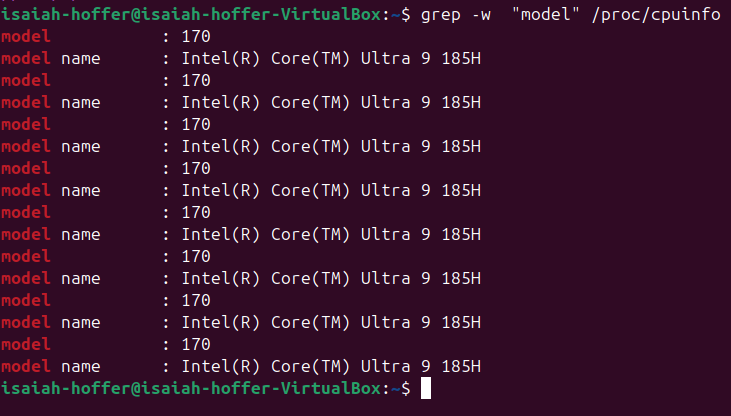 isaiah-hoffer@isaiah-hoffer-VirtualBox:~$ grep -w  "model" /proc/cpuinfo
model           : 170
model name      : Intel(R) Core(TM) Ultra 9 185H
model           : 170
model name      : Intel(R) Core(TM) Ultra 9 185H
model           : 170
model name      : Intel(R) Core(TM) Ultra 9 185H
model           : 170
model name      : Intel(R) Core(TM) Ultra 9 185H
model           : 170
model name      : Intel(R) Core(TM) Ultra 9 185H
model           : 170
model name      : Intel(R) Core(TM) Ultra 9 185H
model           : 170
model name      : Intel(R) Core(TM) Ultra 9 185H
model           : 170
model name      : Intel(R) Core(TM) Ultra 9 185H
isaiah-hoffer@isaiah-hoffer-VirtualBox:~$